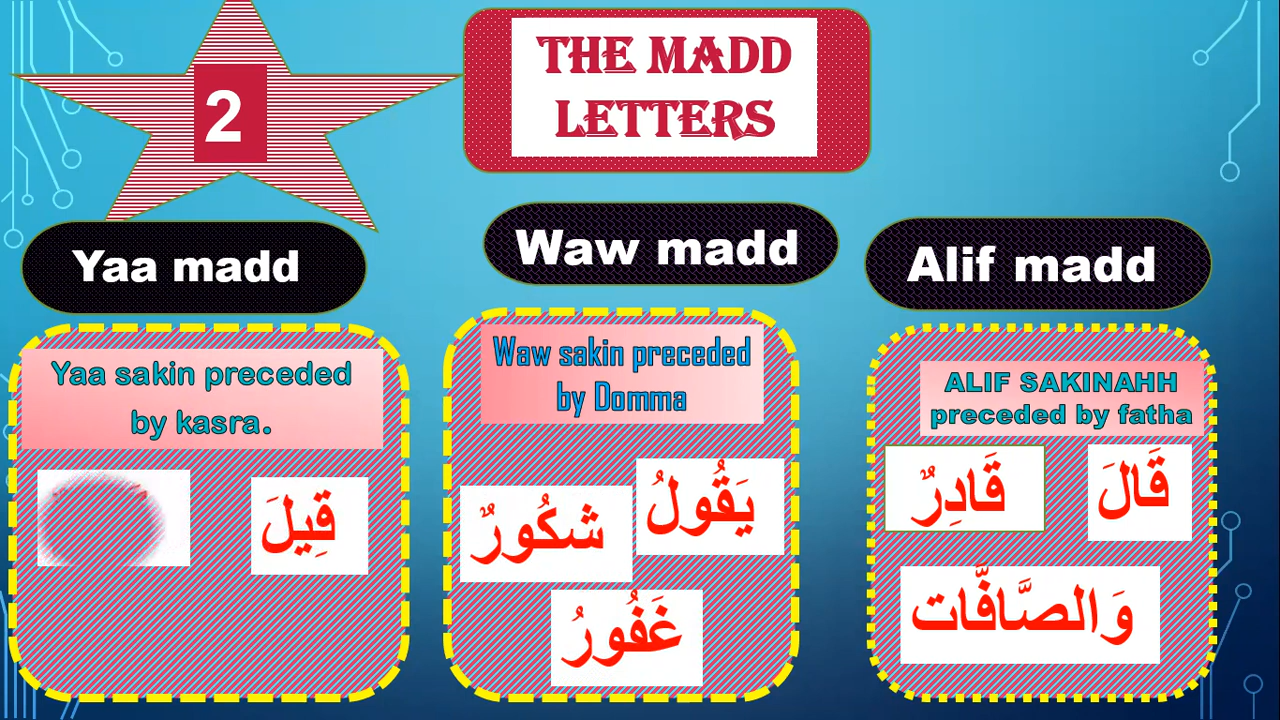 2
THE MADD
LETTERS
Yaa madd
Waw madd
Alif madd
Yaa sakin preceded
by kasra.
قِيلَ
Waw sakin preceded
by Domma
يَقُولُ
شكُورٌ
غَفُورُ
ALIF SAKINAHH
preceded by fatha
قَالَ
قَادِرٌ
وَالصَّافَّات